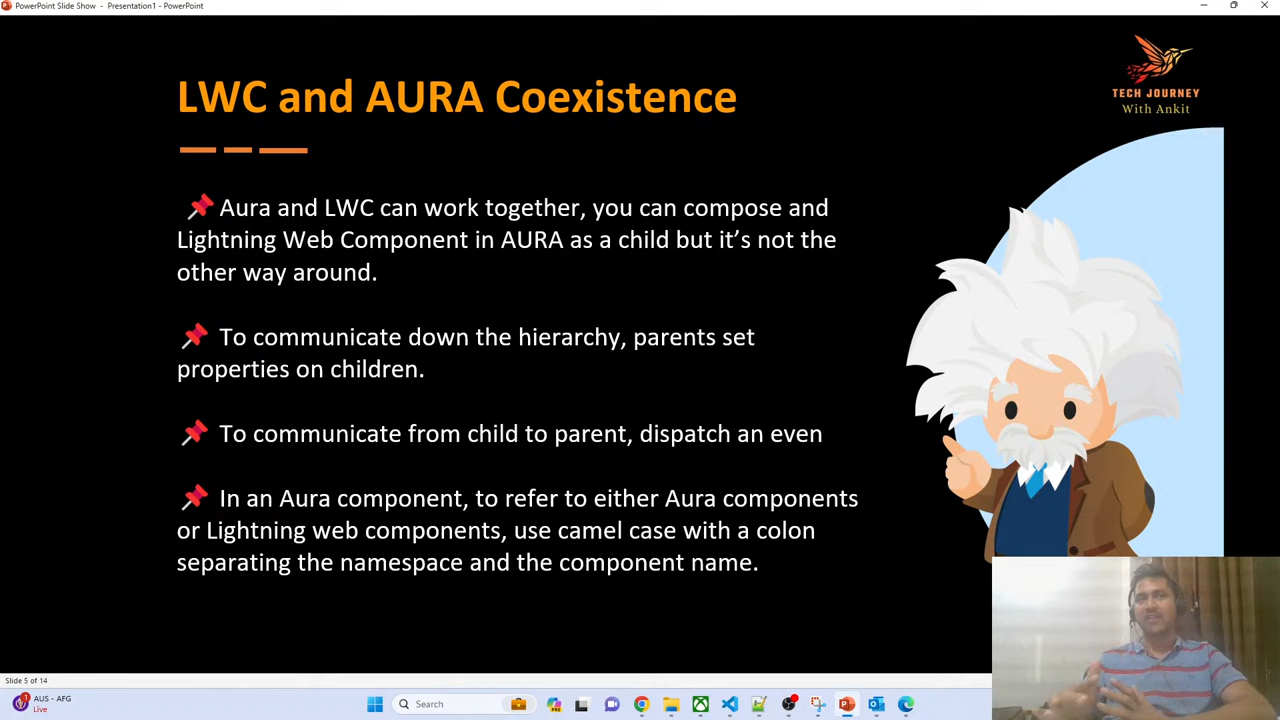 PowerPoint Slide Show - Presentation1 - PowerPoint
TECH JOURNEY
With Ankit
LWC and AURA Coexistence
Aura and LWC can work together, you can compose and
Lightning Web Component in AURA as a child but it's not the
other way around.
To communicate down the hierarchy, parents set
properties on children.
To communicate from child to parent, dispatch an even
In an Aura component, to refer to either Aura components
or Lightning web components, use camel case with a colon
separating the namespace and the component name.
Slide 5 of 14
AUS - AFG
Live
Search